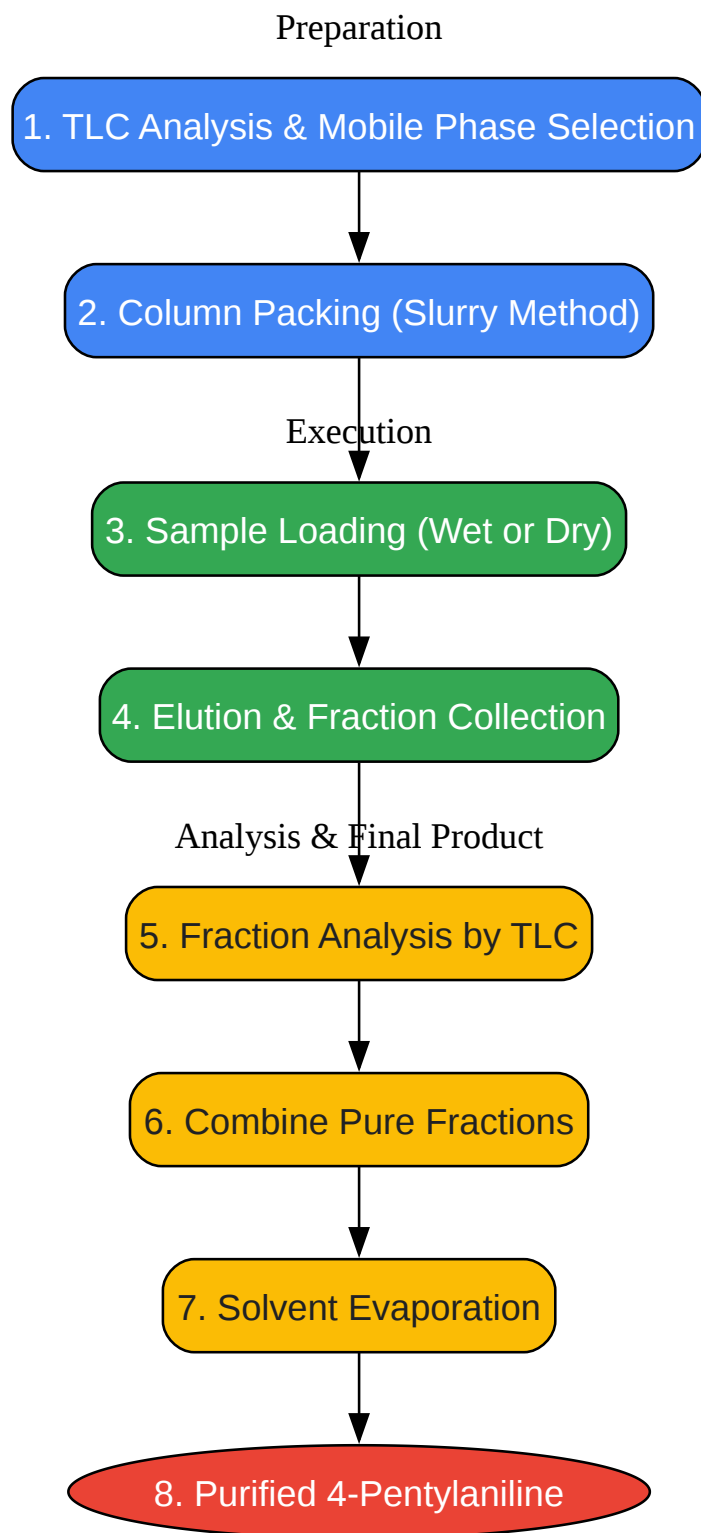 Preparation
1. TLC Analysis & Mobile Phase Selection
2. Column Packing (Slurry Method)
Execution
3. Sample Loading (Wet or Dry)
4. Elution & Fraction Collection
Analysis & Final Product
5. Fraction Analysis by TLC
6. Combine Pure Fractions
7. Solvent Evaporation
8. Purified 4-Pentylaniline